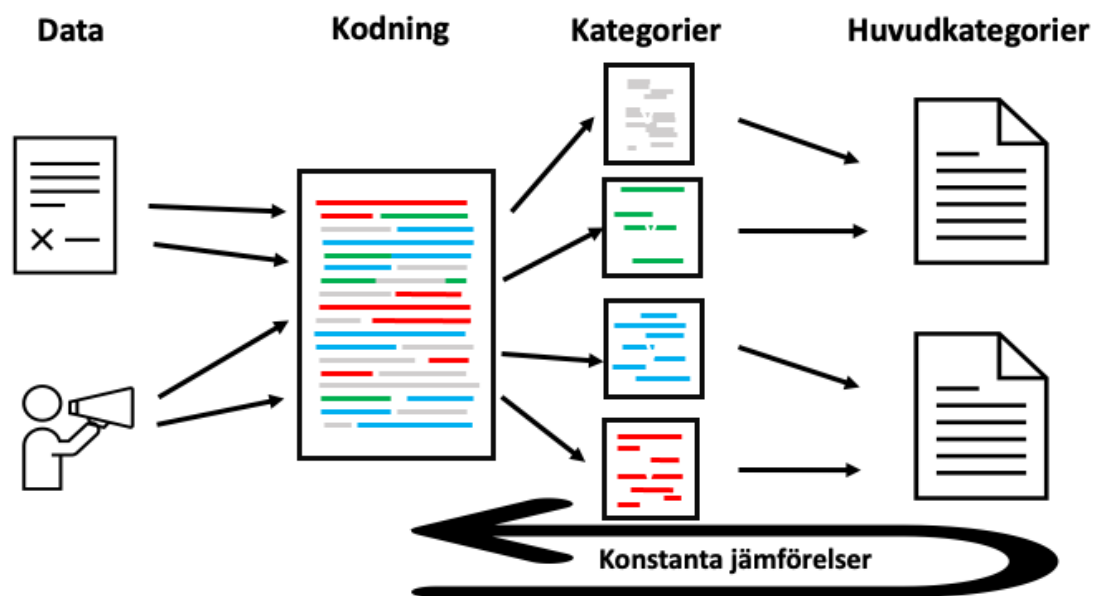 Data
Kodning
Kategorier
Huvudkategorier
Konstanta jämförelser